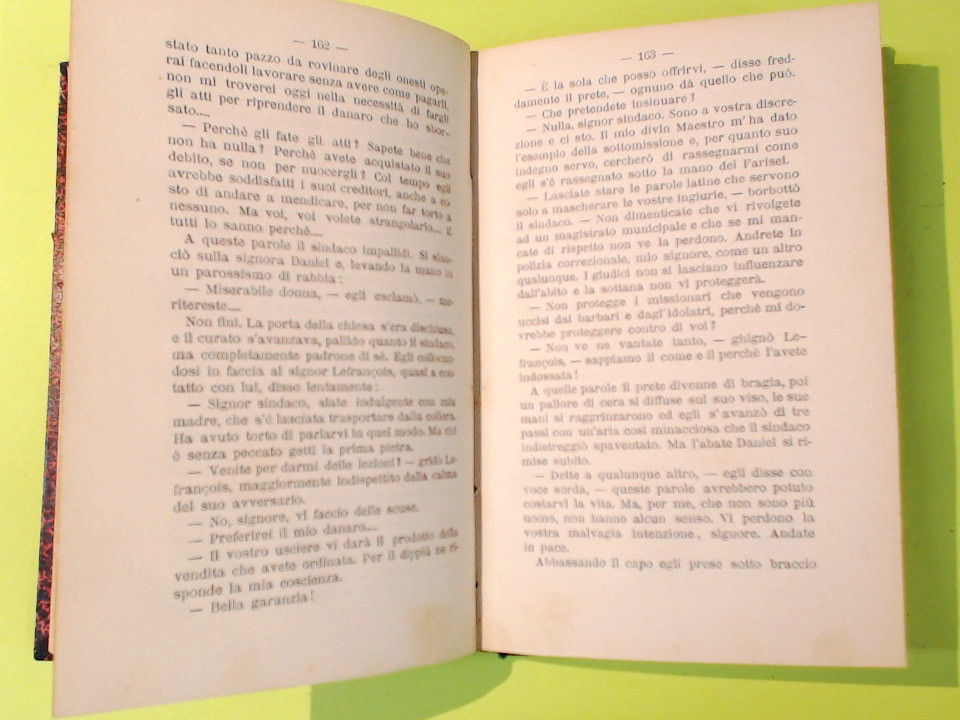 — 162 —
stato tanto pazzo da rovinare degli onesti ope-
rai facendoli lavorare senza avere come pagarli,
non mi troverei oggi nella necessità di fargli
gli atti per riprendere il danaro che ho sbor-
sato....
— Perchè gli fate gli atti? Sapete bene che
non ha nulla? Perchè avete acquistato il suo
debito, se non per nuocergli? Col tempo egli
avrebbe soddisfatti i suoi creditori, anche a co-
sto di andare a mendicare, per non far torto a
nessuno. Ma voi, voi volete strangolarlo... e
tutti lo sanno perchè....
A queste parole il sindaco impallidì. Si slan-
ciò sulla signora Daniel e, levando la mano in
un parossismo di rabbia:
— Miserabile donna, — egli esclamò, — me-
ritereste....
Non finì. La porta della chiesa s'era dischiusa,
e il curato s'avanzava, pallido quanto il sindaco,
ma completamente padrone di sè. Egli collocan-
dosi in faccia al signor Lefrançois, quasi a con-
tatto con lui, disse lentamente:
— Signor sindaco, siate indulgente con mia
madre, che s'è lasciata trasportare dalla collera.
Ha avuto torto di parlarvi in quel modo. Ma chi
è senza peccato getti la prima pietra.
— Venite per darmi delle lezioni? — gridò Le-
françois, maggiormente indispettito dalla calma
del suo avversario.
— No, signore, vi faccio delle scuse.
— Preferirei il mio danaro....
— Il vostro usciere vi darà il prodotto della
vendita che avete ordinata. Per il dippiù ne ri-
sponde la mia coscienza.
— Bella garanzia!
— 163 —
— È la sola che posso offrirvi, — disse fred-
damente il prete, — ognuno dà quello che può.
— Che pretendete insinuare?
— Nulla, signor sindaco. Sono a vostra discre-
zione e ci sto. Il mio divin Maestro m'ha dato
l'esempio della sottomissione e, per quanto suo
indegno servo, cercherò di rassegnarmi come
egli s'è rassegnato sotto la mano dei Farisei.
— Lasciate stare le parole latine che servono
solo a mascherare le vostre ingiurie, — borbottò
il sindaco. — Non dimenticate che vi rivolgete
ad un magistrato municipale e che se mi man-
cate di rispetto non ve la perdono. Andrete in
polizia correzionale, mio signore, come un altro
qualunque. I giudici non si lasciano influenzare
dall'abito e la sottana non vi proteggerà.
— Non protegge i missionari che vengono
uccisi dai barbari e dagl'idolatri, perchè mi do-
vrebbe proteggere contro di voi?
— Non ve ne vantate tanto, — ghignò Le-
françois, — sappiamo il come e il perchè l'avete
indossata!
A quelle parole il prete divenne di bragia, poi
un pallore di cera si diffuse sul suo viso, le sue
mani si raggrinzarono ed egli s'avanzò di tre
passi con un'aria così minacciosa che il sindaco
indietreggiò spaventato. Ma l'abate Daniel si ri-
mise subito.
— Dette a qualunque altro, — egli disse con
voce sorda, — queste parole avrebbero potuto
costarvi la vita. Ma, per me, che non sono più
uomo, non hanno alcun senso. Vi perdono la
vostra malvagia intenzione, signore. Andate
in pace.
Abbassando il capo egli prese sotto braccio